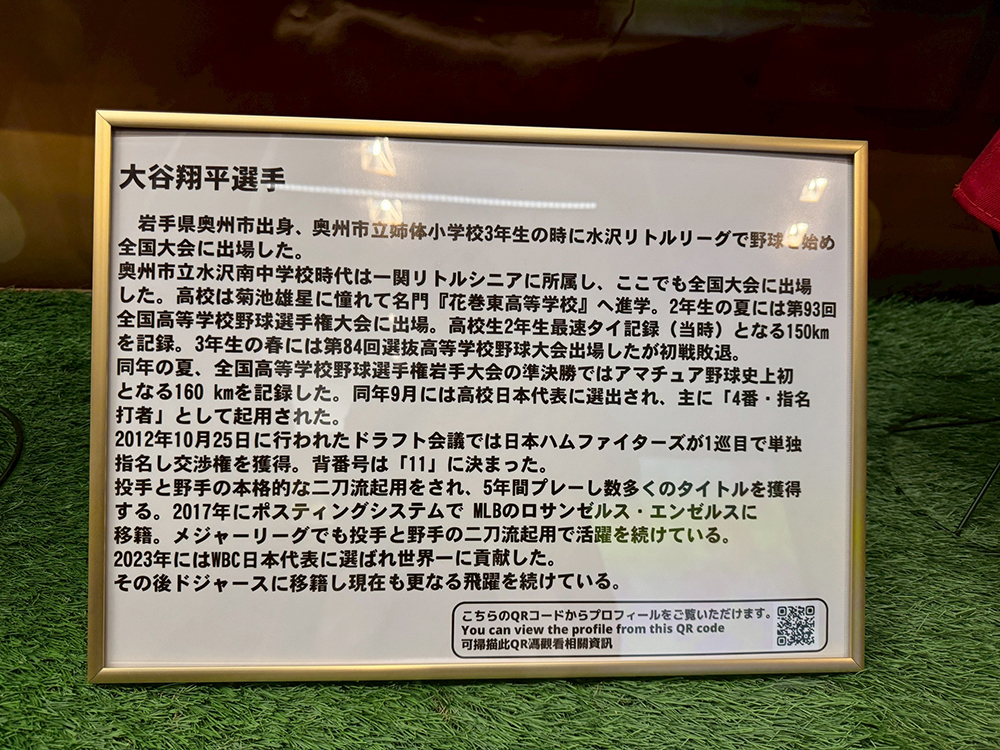 大谷翔平選手
岩手県奥州市出身、奥州市立姉体小学校3年生の時に水沢リトルリーグで野球を始め
全国大会に出場した。
奥州市立水沢南中学校時代は一関リトルシニアに所属し、ここでも全国大会に出場
した。高校は菊池雄星に憧れて名門『花巻東高等学校』へ進学。2年生の夏には第93回
全国高等学校野球選手権大会に出場。高校生2年生最速タイ記録（当時）となる150km
を記録。3年生の春には第84回選抜高等学校野球大会出場したが初戦敗退。
同年の夏、全国高等学校野球選手権岩手大会の準決勝ではアマチュア野球史上初
となる160 kmを記録した。同年9月には高校日本代表に選出され、主に「4番・指名
打者」として起用された。
2012年10月25日に行われたドラフト会議では日本ハムファイターズが1巡目で単独
指名し交渉権を獲得。背番号は「11」に決まった。
投手と野手の本格的な二刀流起用をされ、5年間プレーし数多くのタイトルを獲得
する。2017年にポスティングシステムで MLBのロサンゼルス・エンゼルスに
移籍。メジャーリーグでも投手と野手の二刀流起用で活躍を続けている。
2023年にはWBC日本代表に選ばれ世界一に貢献した。
その後ドジャースに移籍し現在も更なる飛躍を続けている。
こちらのQRコードからプロフィールをご覧いただけます。
You can view the profile from this QR code
可掃描此QR馮觀看相關資訊